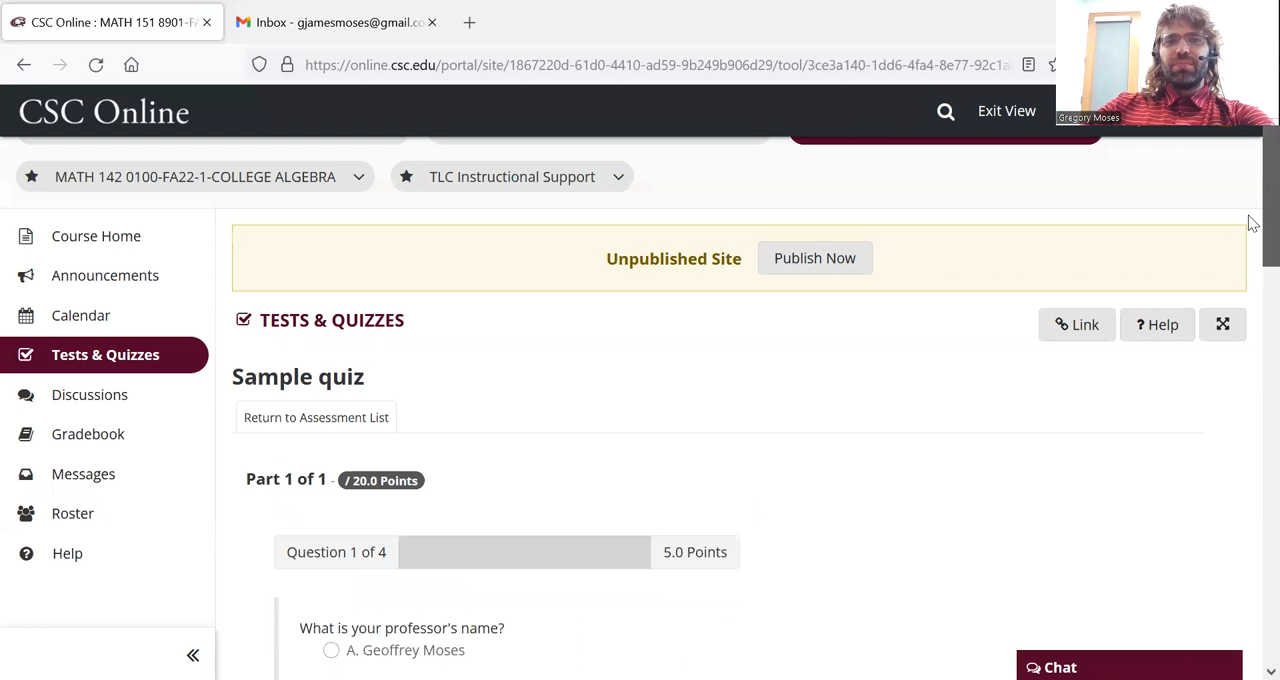 CSC Online : MATH 151 8901-F
Inbox - gjamesmoses@gmail.co
https://online.csc.edu/portal/site/1867220d-61d0-4410-ad59-9b249b906d29/tool/3ce3a140-1dd6-4fa4-8e77-92c1a
Gregory Moses
CSC Online
Exit View
MATH 142 0100-FA22-1-COLLEGE ALGEBRA
TLC Instructional Support
Course Home
Announcements
Calendar
Tests & Quizzes
Discussions
Gradebook
Messages
Roster
Help
Unpublished Site
Publish Now
TESTS & QUIZZES
Link
? Help
Sample quiz
Return to Assessment List
Part 1 of 1 - / 20.0 Points
Question 1 of 4
5.0 Points
What is your professor's name?
A. Geoffrey Moses
Chat